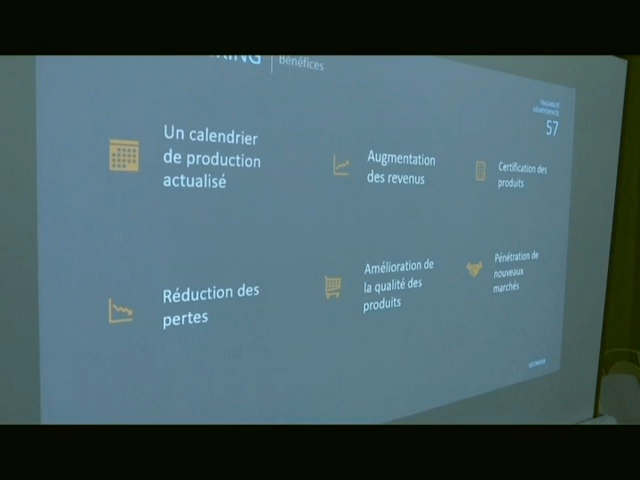 Bénéfices
57
Un calendrier
de production
actualisé
Augmentation
des revenus
Certification des
produits
Réduction des
pertes
Amélioration de
la qualité des
produits
Pénétration de
nouveaux
marchés